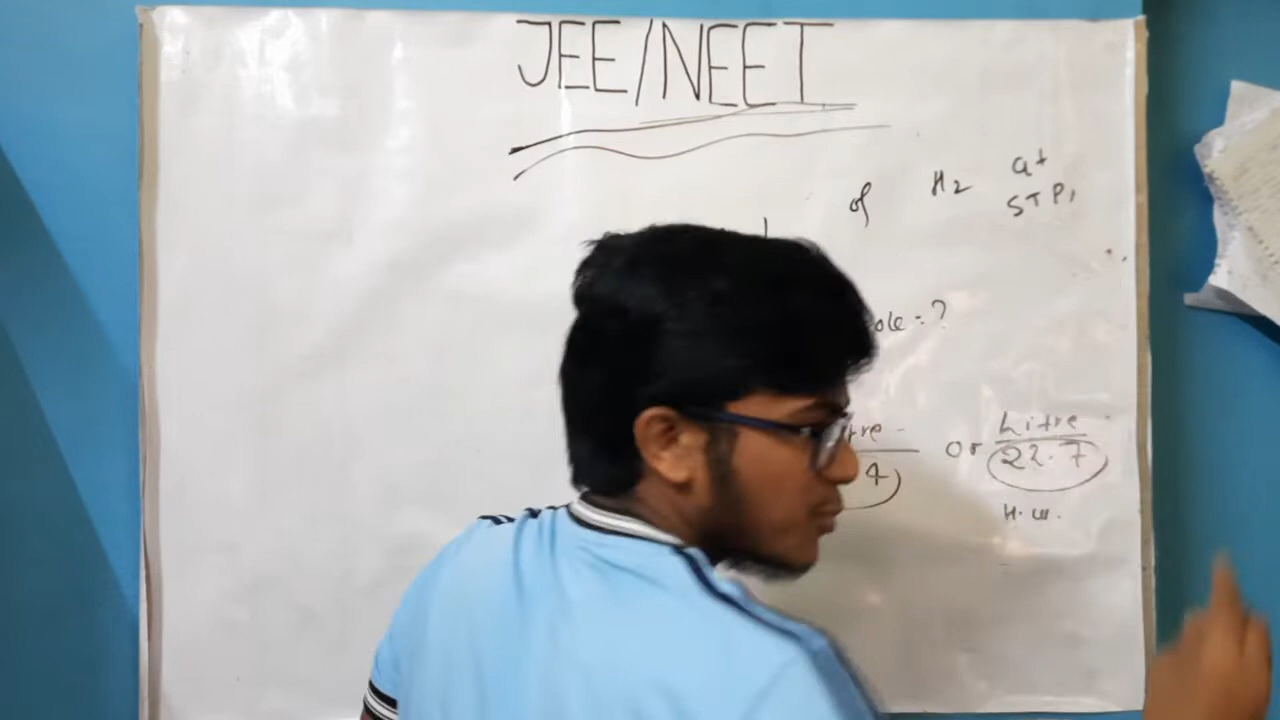 JEE/NEET
of H2 at
STP,
ole = ?
tre or Litre
4 22.7
H.W.